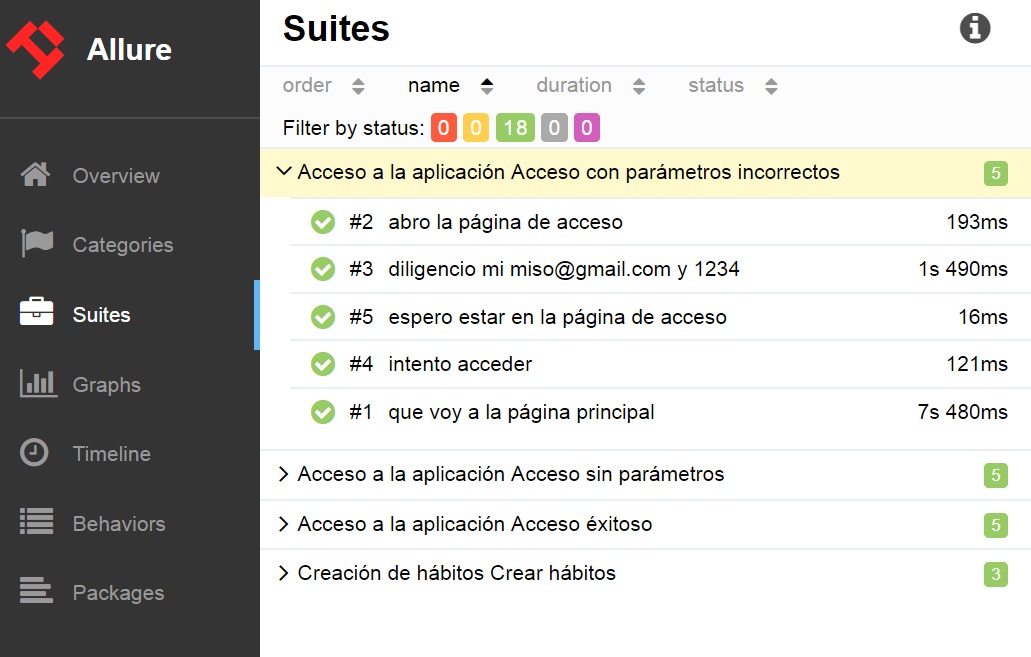 Allure
Overview
Categories
Suites
Graphs
Timeline
Behaviors
Packages
Suites
order name duration status
Filter by status: 0 0 18 0 0
Acceso a la aplicación Acceso con parámetros incorrectos 5
#2 abro la página de acceso 193ms
#3 diligencio mi miso@gmail.com y 1234 1s 490ms
#5 espero estar en la página de acceso 16ms
#4 intento acceder 121ms
#1 que voy a la página principal 7s 480ms
Acceso a la aplicación Acceso sin parámetros 5
Acceso a la aplicación Acceso éxitoso 5
Creación de hábitos Crear hábitos 3